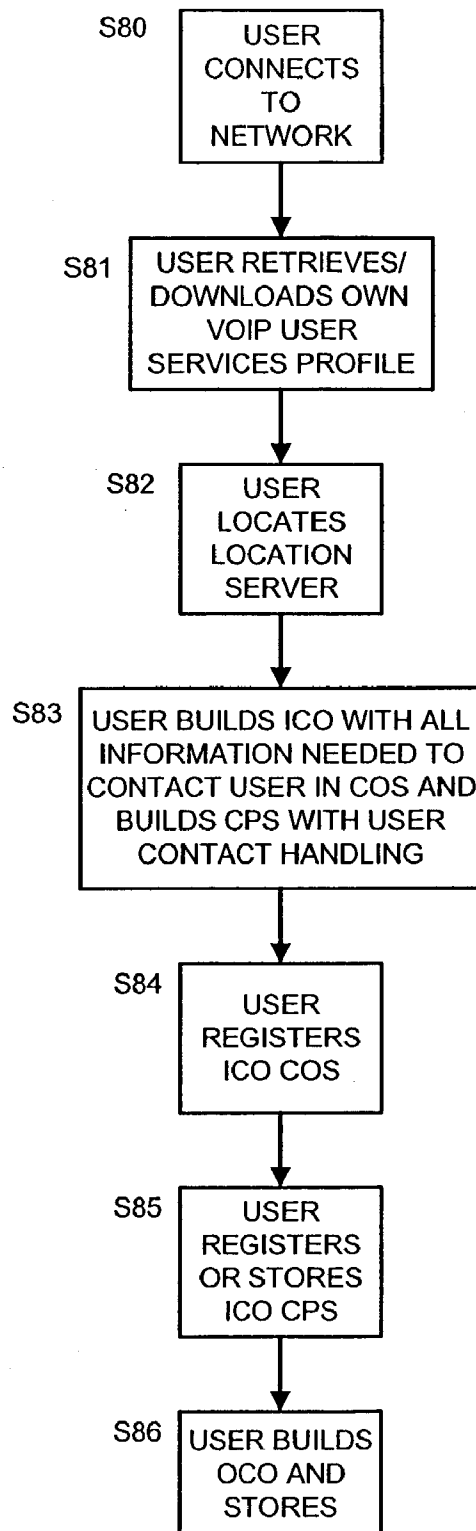 S80
USER
CONNECTS
TO
NETWORK
S81
USER RETRIEVES/
DOWNLOADS OWN
VOIP USER
SERVICES PROFILE
S82
USER
LOCATES
LOCATION
SERVER
S83
USER BUILDS ICO WITH ALL
INFORMATION NEEDED TO
CONTACT USER IN COS AND
BUILDS CPS WITH USER
CONTACT HANDLING
S84
USER
REGISTERS
ICO COS
S85
USER
REGISTERS
OR STORES
ICO CPS
S86
USER BUILDS
OCO AND
STORES